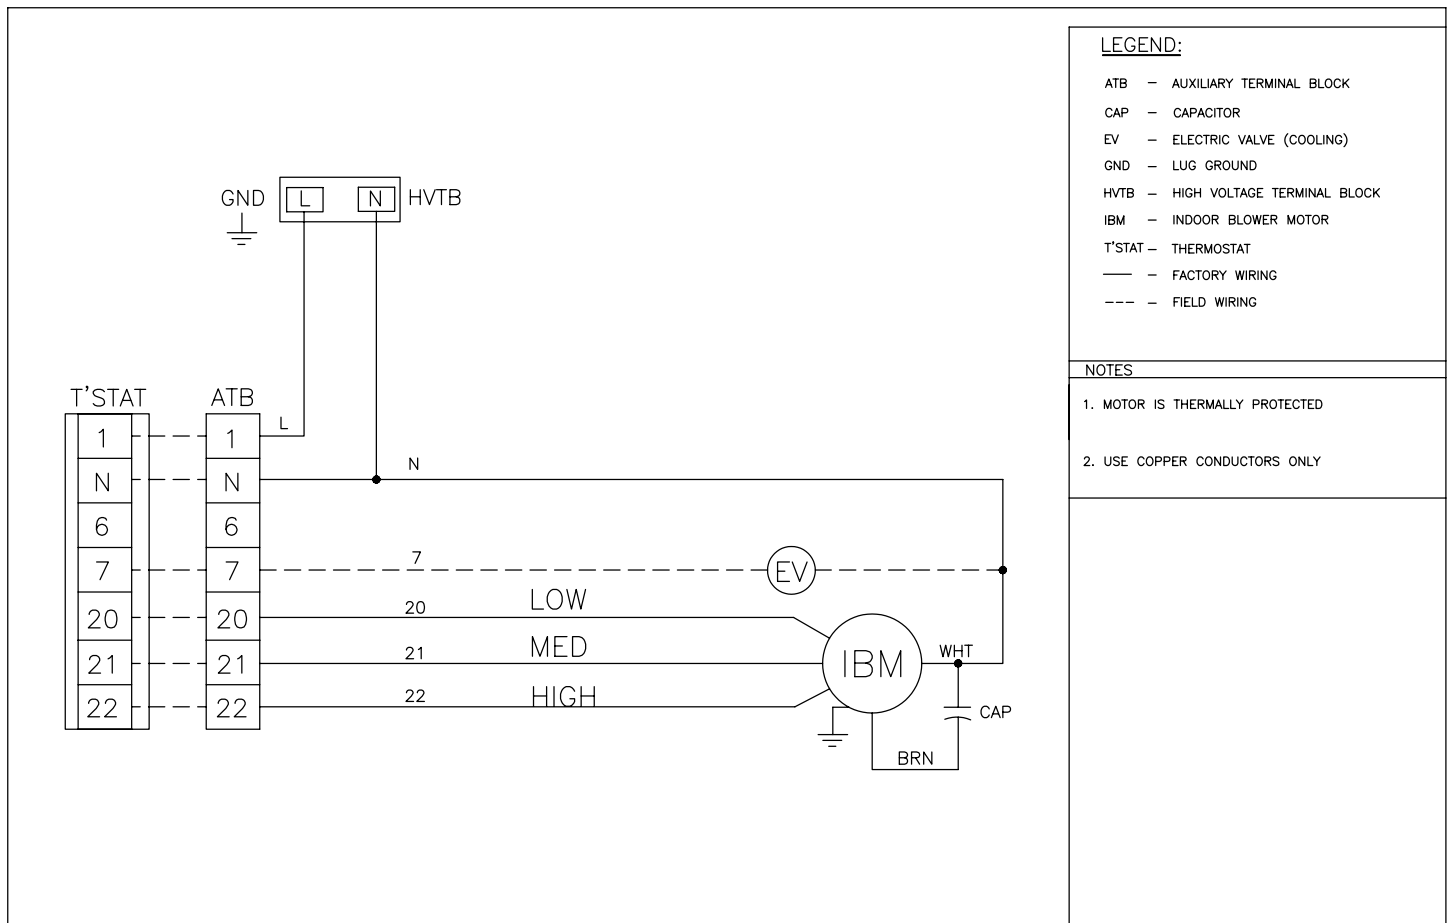 GND L N HVTB
T'STAT ATB
1 1 L
N N N
6 6
7 7 7 EV
20 20 20 LOW
21 21 21 MED IBM WHT
22 22 22 HIGH CAP
BRN
LEGEND:
ATB – AUXILIARY TERMINAL BLOCK
CAP – CAPACITOR
EV – ELECTRIC VALVE (COOLING)
GND – LUG GROUND
HVTB – HIGH VOLTAGE TERMINAL BLOCK
IBM – INDOOR BLOWER MOTOR
T'STAT – THERMOSTAT
– FACTORY WIRING
– FIELD WIRING
NOTES
1. MOTOR IS THERMALLY PROTECTED
2. USE COPPER CONDUCTORS ONLY